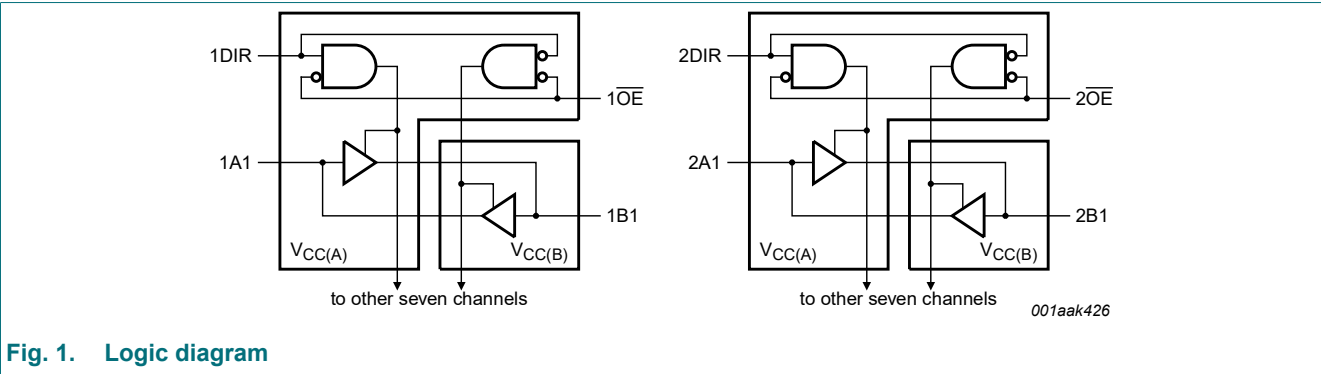 1DIR
1OE
1A1
1B1
VCC(A)
VCC(B)
to other seven channels
2DIR
2OE
2A1
2B1
VCC(A)
VCC(B)
to other seven channels
001aak426
Fig. 1. Logic diagram